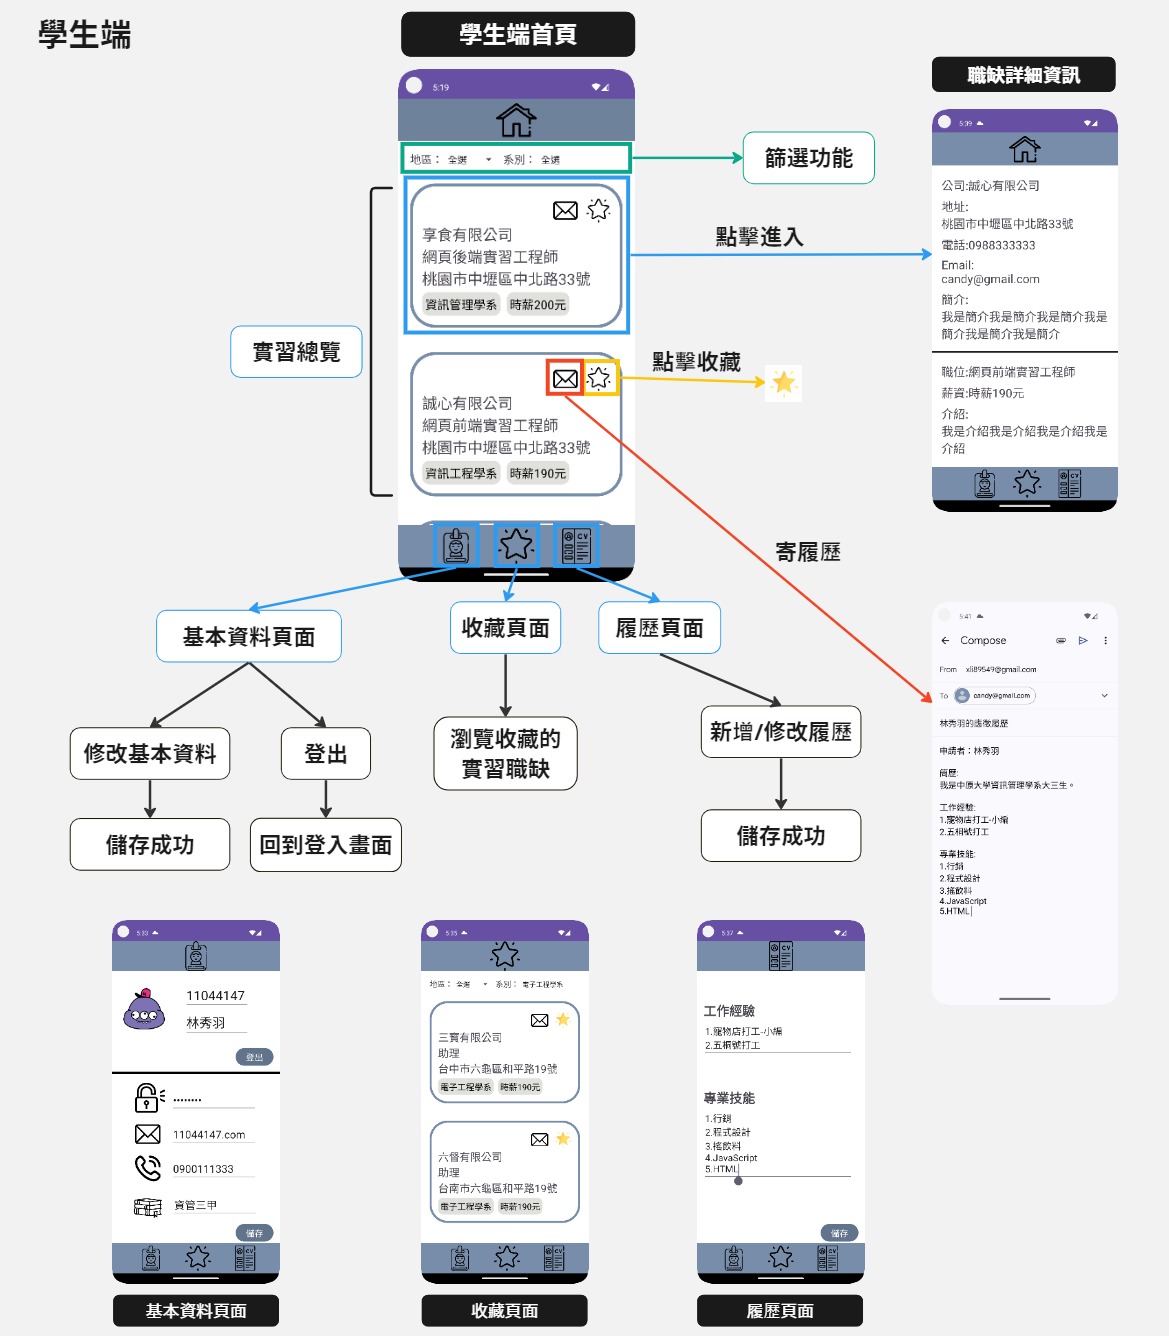 學生端
學生端首頁
5:19
地區： 全選 系別： 全選
享食有限公司
網頁後端實習工程師
桃園市中壢區中北路33號
資訊管理學系 時薪200元
誠心有限公司
網頁前端實習工程師
桃園市中壢區中北路33號
資訊工程學系 時薪190元
CV
實習總覽
篩選功能
點擊進入
點擊收藏
寄履歷
職缺詳細資訊
5:39
公司:誠心有限公司
地址:
桃園市中壢區中北路33號
電話:0988333333
Email:
candy@gmail.com
簡介:
我是簡介我是簡介我是簡介我是
簡介我是簡介我是簡介
職位:網頁前端實習工程師
薪資:時薪190元
介紹:
我是介紹我是介紹我是介紹我是
介紹
基本資料頁面
收藏頁面
履歷頁面
修改基本資料
登出
瀏覽收藏的
實習職缺
新增/修改履歷
儲存成功
回到登入畫面
儲存成功
5:41
Compose
From xli89549@gmail.com
To candy@gmail.com
林秀羽的應徵履歷
申請者：林秀羽
簡歷:
我是中原大學資訊管理學系大三生。
工作經驗:
1.寵物店打工-小編
2.五桐號打工
專業技能:
1.行銷
2.程式設計
3.搖飲料
4.JavaScript
5.HTML
5:33
11044147
林秀羽
登出
........
11044147.com
0900111333
資管三甲
儲存
基本資料頁面
5:35
地區： 全選 系別： 電子工程學系
三寶有限公司
助理
台中市六龜區和平路19號
電子工程學系 時薪190元
六督有限公司
助理
台南市六龜區和平路19號
電子工程學系 時薪190元
收藏頁面
5:37
CV
工作經驗
1.寵物店打工-小編
2.五桐號打工
專業技能
1.行銷
2.程式設計
3.搖飲料
4.JavaScript
5.HTML
儲存
履歷頁面